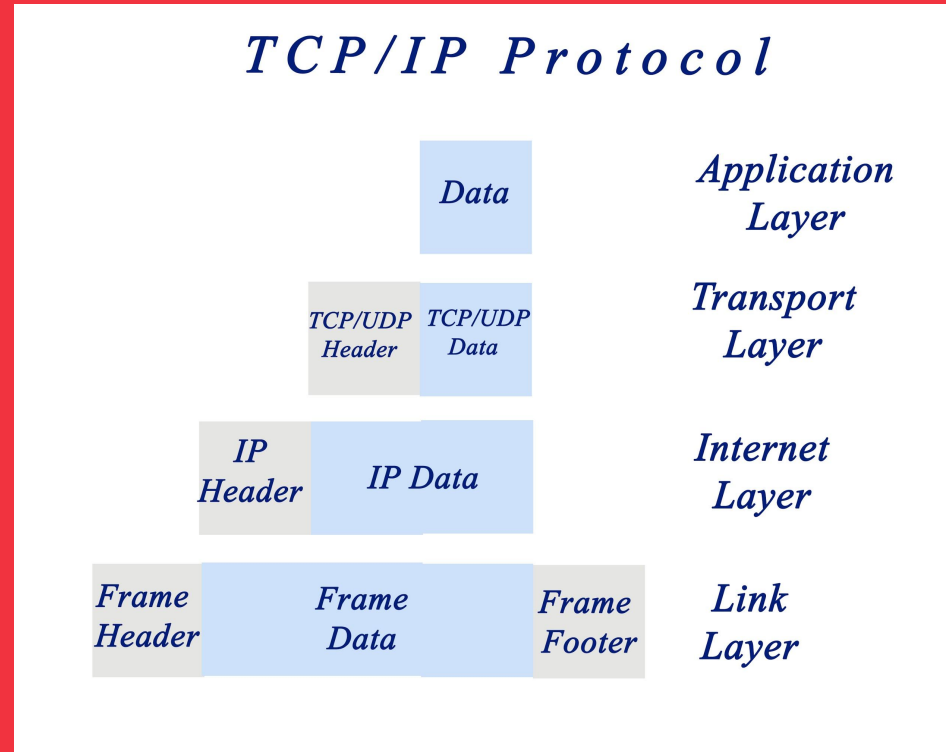 TCP/IP Protocol
Data
Application
Layer
TCP/UDP
Header
TCP/UDP
Data
Transport
Layer
IP
Header
IP Data
Internet
Layer
Frame
Header
Frame
Data
Frame
Footer
Link
Layer